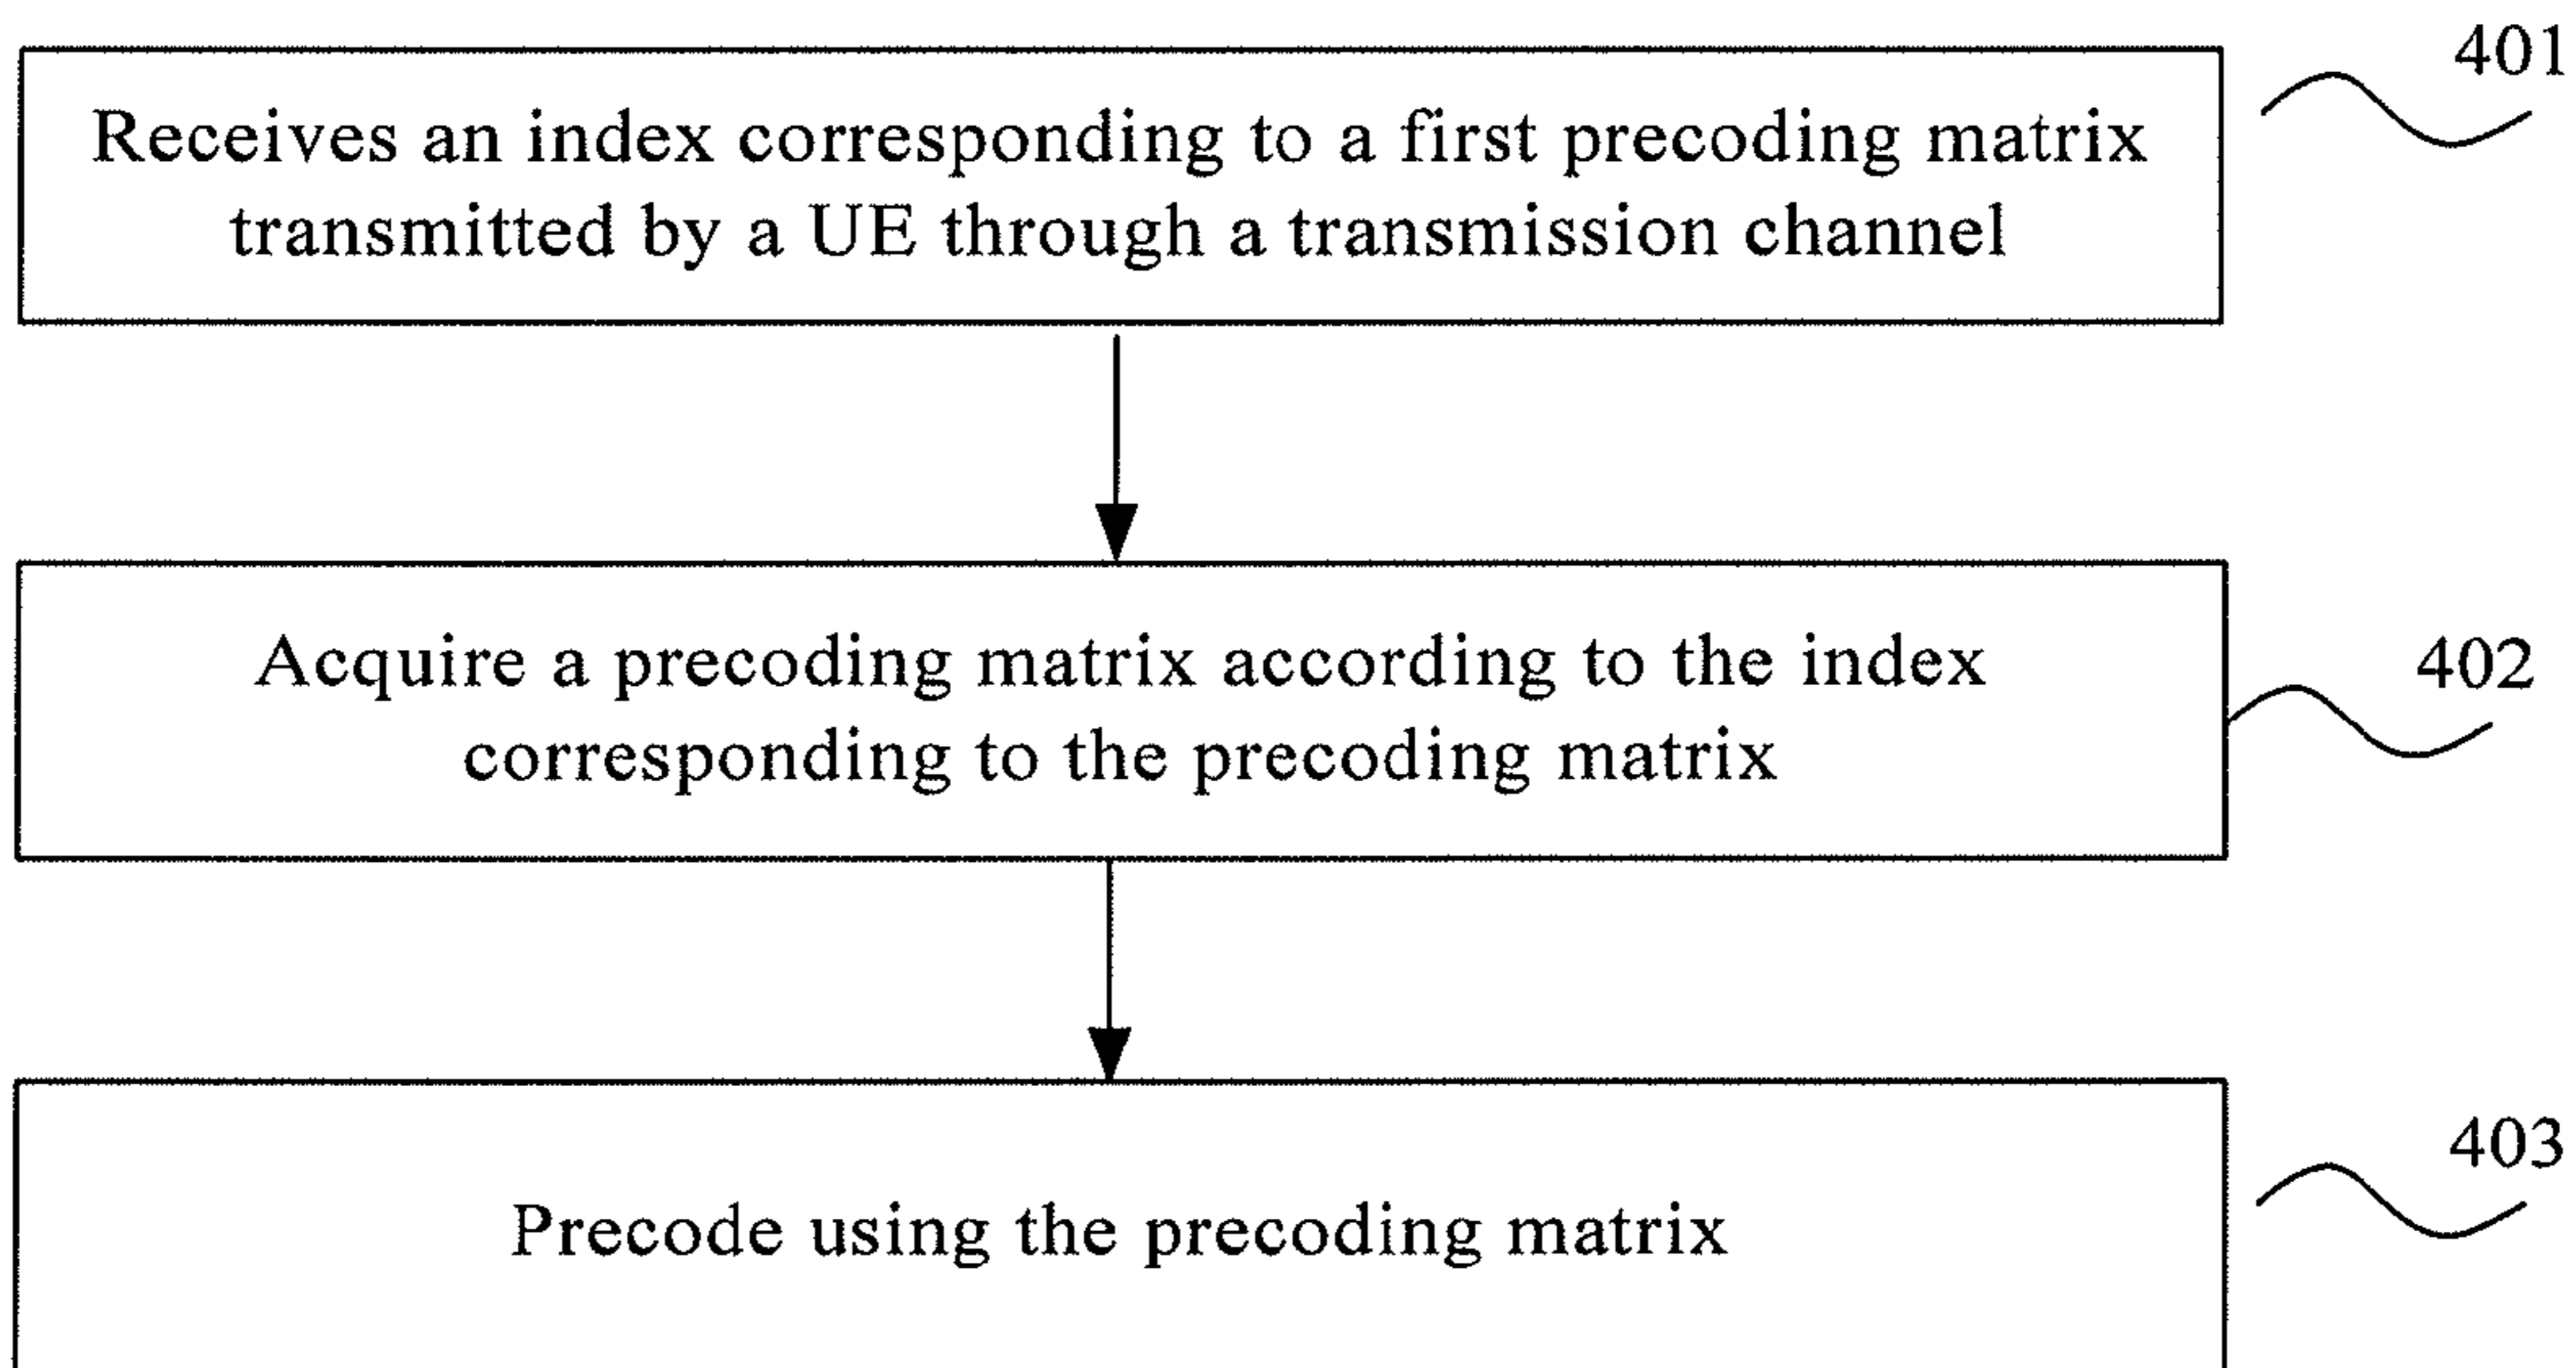 401
Receives an index corresponding to a first precoding matrix
transmitted by a UE through a transmission channel
Acquire a precoding matrix according to the index
402
corresponding to the precoding matrix
403
Precode using the precoding matrix